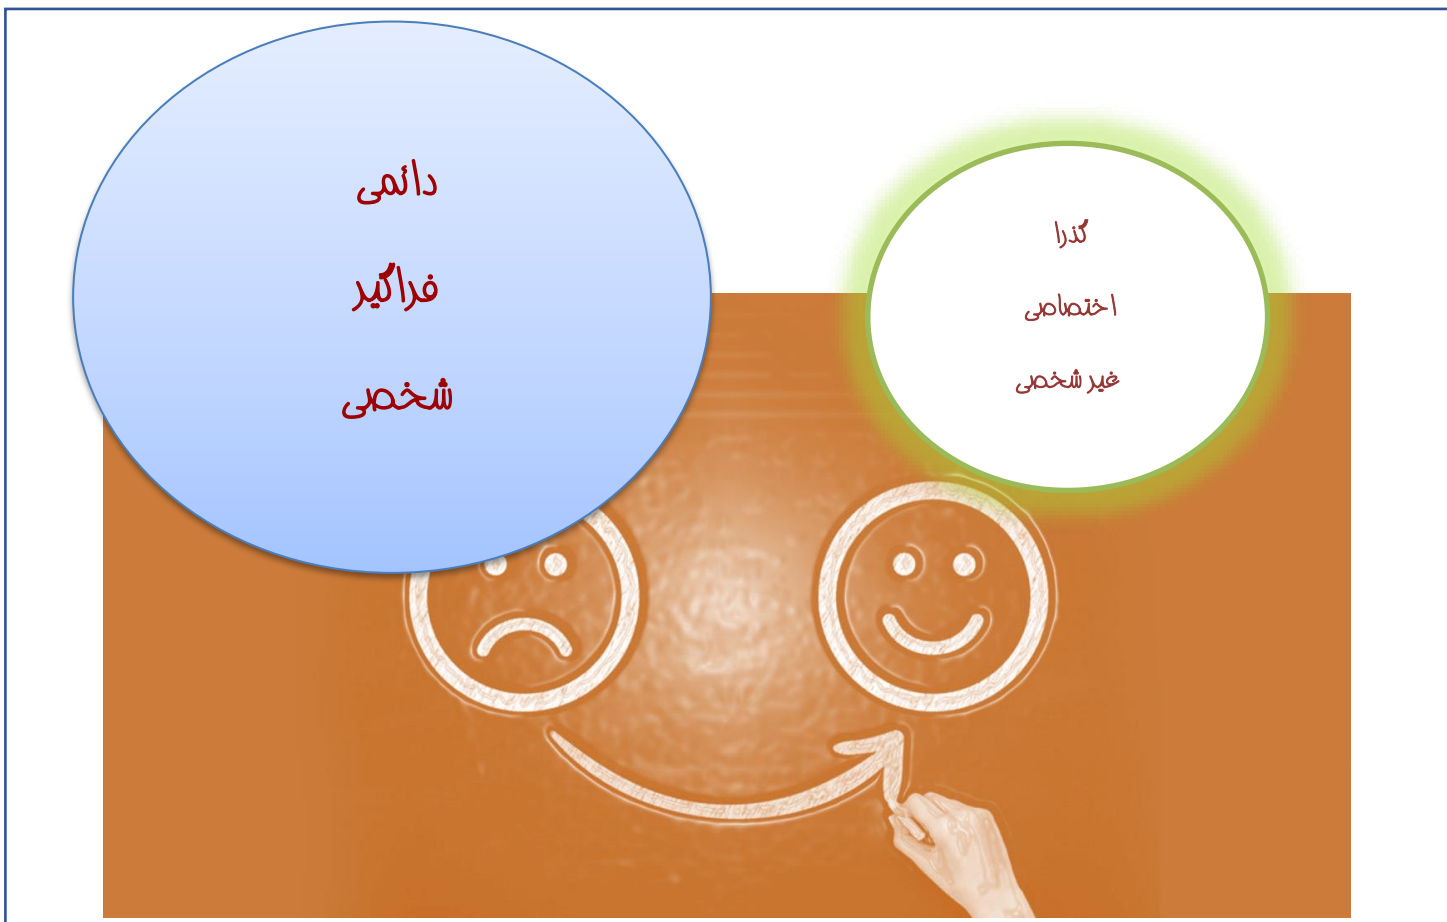 گذرا
اختصاصی
غیر شخصی
دائمی
فراگیر
شخصی